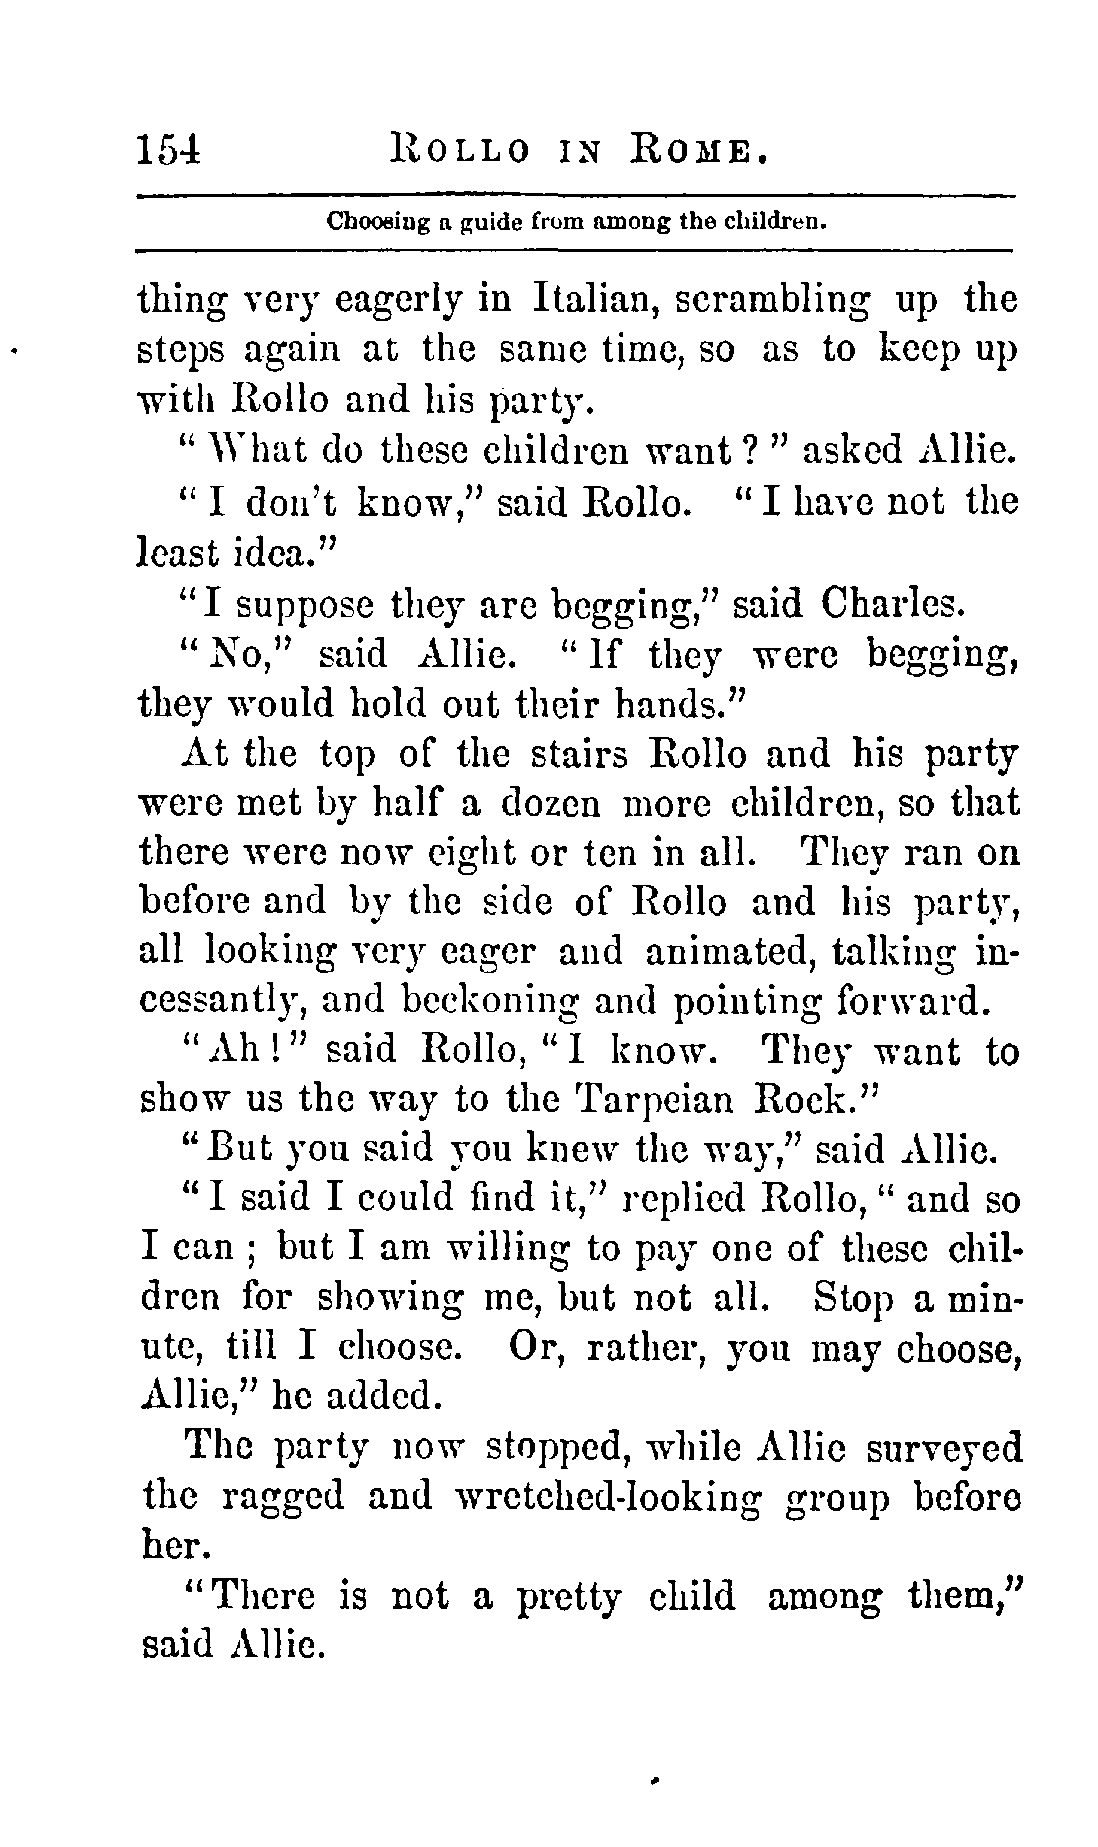 154 ROLLO IN ROME.
Choosing a guide from among the children.
thing very eagerly in Italian, scrambling up the
steps again at the same time, so as to keep up
with Rollo and his party.
"What do these children want?" asked Allie.
"I don't know," said Rollo. "I have not the
least idea."
"I suppose they are begging," said Charles.
"No," said Allie. "If they were begging,
they would hold out their hands."
At the top of the stairs Rollo and his party
were met by half a dozen more children, so that
there were now eight or ten in all. They ran on
before and by the side of Rollo and his party,
all looking very eager and animated, talking in-
cessantly, and beckoning and pointing forward.
"Ah!" said Rollo, "I know. They want to
show us the way to the Tarpeian Rock."
"But you said you knew the way," said Allie.
"I said I could find it," replied Rollo, "and so
I can; but I am willing to pay one of these chil-
dren for showing me, but not all. Stop a min-
ute, till I choose. Or, rather, you may choose,
Allie," he added.
The party now stopped, while Allie surveyed
the ragged and wretched-looking group before
her.
"There is not a pretty child among them,"
said Allie.